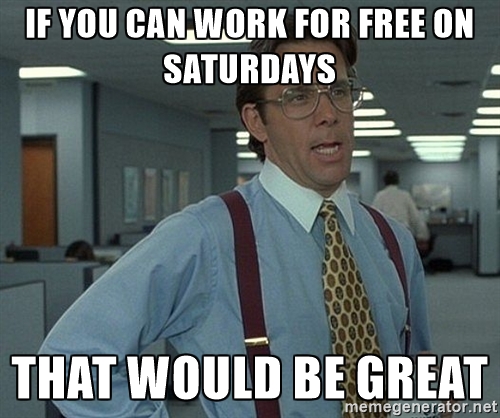 IF YOU CAN WORK FOR FREE ON
SATURDAYS
THAT WOULD BE GREAT
memegenerator.net